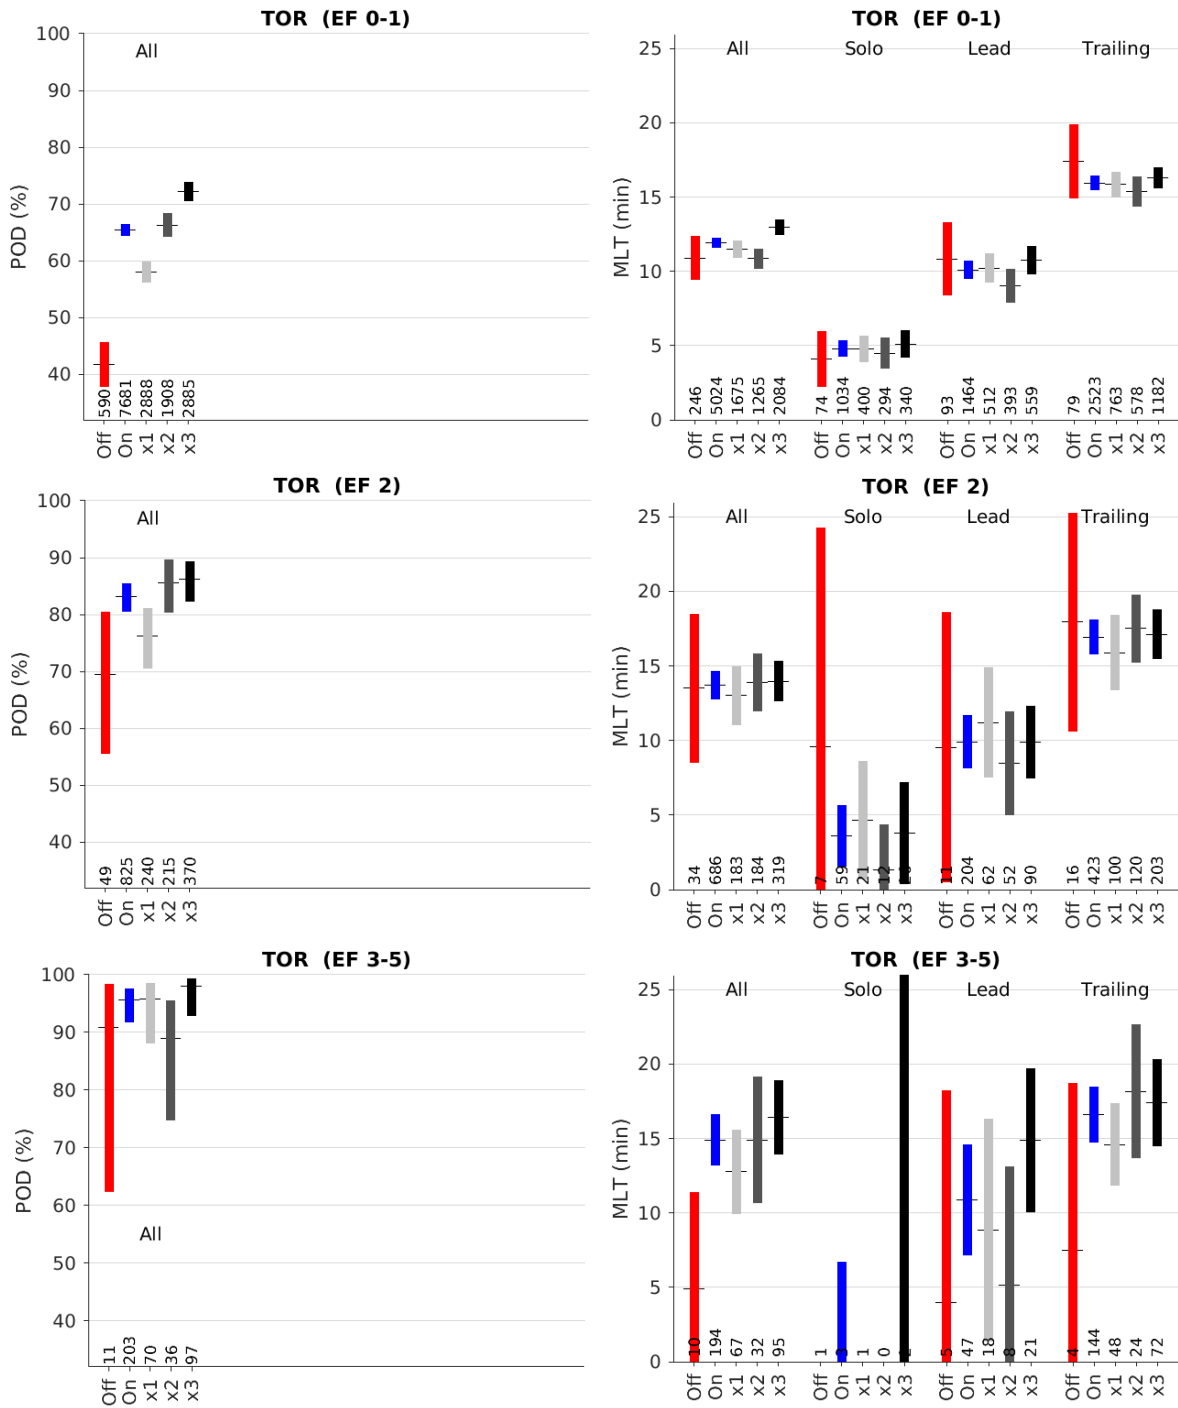 TOR (EF 0-1)
All
POD (%)
100
90
80
70
60
50
40
590 7681 2888 1908 2885
Off On x1 x2 x3
TOR (EF 0-1)
All Solo Lead Trailing
MLT (min)
25
20
15
10
5
0
246 5024 1675 1265 2084 74 1034 400 294 340 93 1464 512 393 559 79 2523 763 578 1182
Off On x1 x2 x3 Off On x1 x2 x3 Off On x1 x2 x3 Off On x1 x2 x3
TOR (EF 2)
All
POD (%)
100
90
80
70
60
50
40
49 825 240 215 370
Off On x1 x2 x3
TOR (EF 2)
All Solo Lead Trailing
MLT (min)
25
20
15
10
5
0
34 686 183 184 319 7 59 21 12 11 204 62 52 90 16 423 100 120 203
Off On x1 x2 x3 Off On x1 x2 x3 Off On x1 x2 x3 Off On x1 x2 x3
TOR (EF 3-5)
All
POD (%)
100
90
80
70
60
50
40
11 203 70 36 97
Off On x1 x2 x3
TOR (EF 3-5)
All Solo Lead Trailing
MLT (min)
25
20
15
10
5
0
10 194 67 32 95 1 3 1 0 5 47 18 8 21 4 144 48 24 72
Off On x1 x2 x3 Off On x1 x2 x3 Off On x1 x2 x3 Off On x1 x2 x3